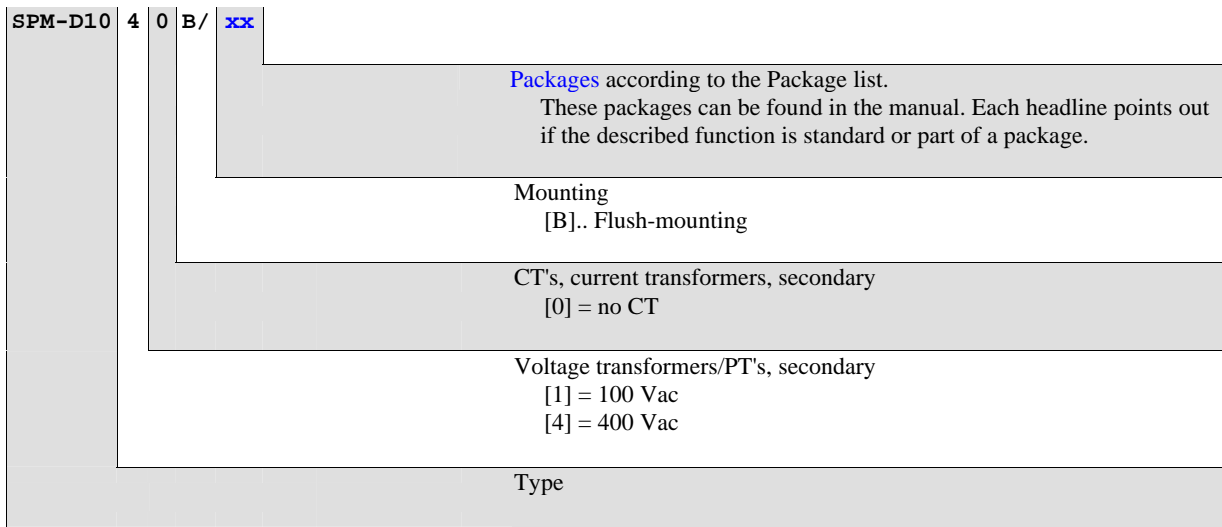 SPM-D10 4 0 B/ xx
Packages according to the Package list.
These packages can be found in the manual. Each headline points out
if the described function is standard or part of a package.
Mounting
[B].. Flush-mounting
CT's, current transformers, secondary
[0] = no CT
Voltage transformers/PT's, secondary
[1] = 100 Vac
[4] = 400 Vac
Type